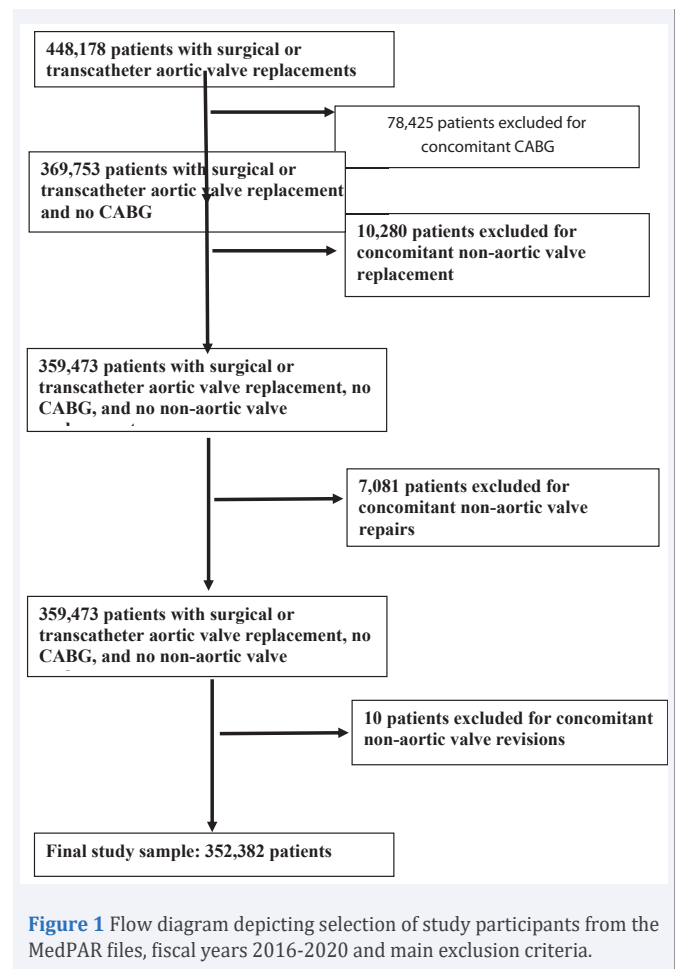 448,178 patients with surgical or
transcatheter aortic valve replacements
78,425 patients excluded for
concomitant CABG
369,753 patients with surgical or
transcatheter aortic valve replacement
and no CABG
10,280 patients excluded for
concomitant non-aortic valve
replacement
359,473 patients with surgical or
transcatheter aortic valve replacement, no
CABG, and no non-aortic valve
7,081 patients excluded for
concomitant non-aortic valve
repairs
359,473 patients with surgical or
transcatheter aortic valve replacement, no
CABG, and no non-aortic valve
10 patients excluded for concomitant
non-aortic valve revisions
Final study sample: 352,382 patients
Figure 1 Flow diagram depicting selection of study participants from the
MedPAR files, fiscal years 2016-2020 and main exclusion criteria.